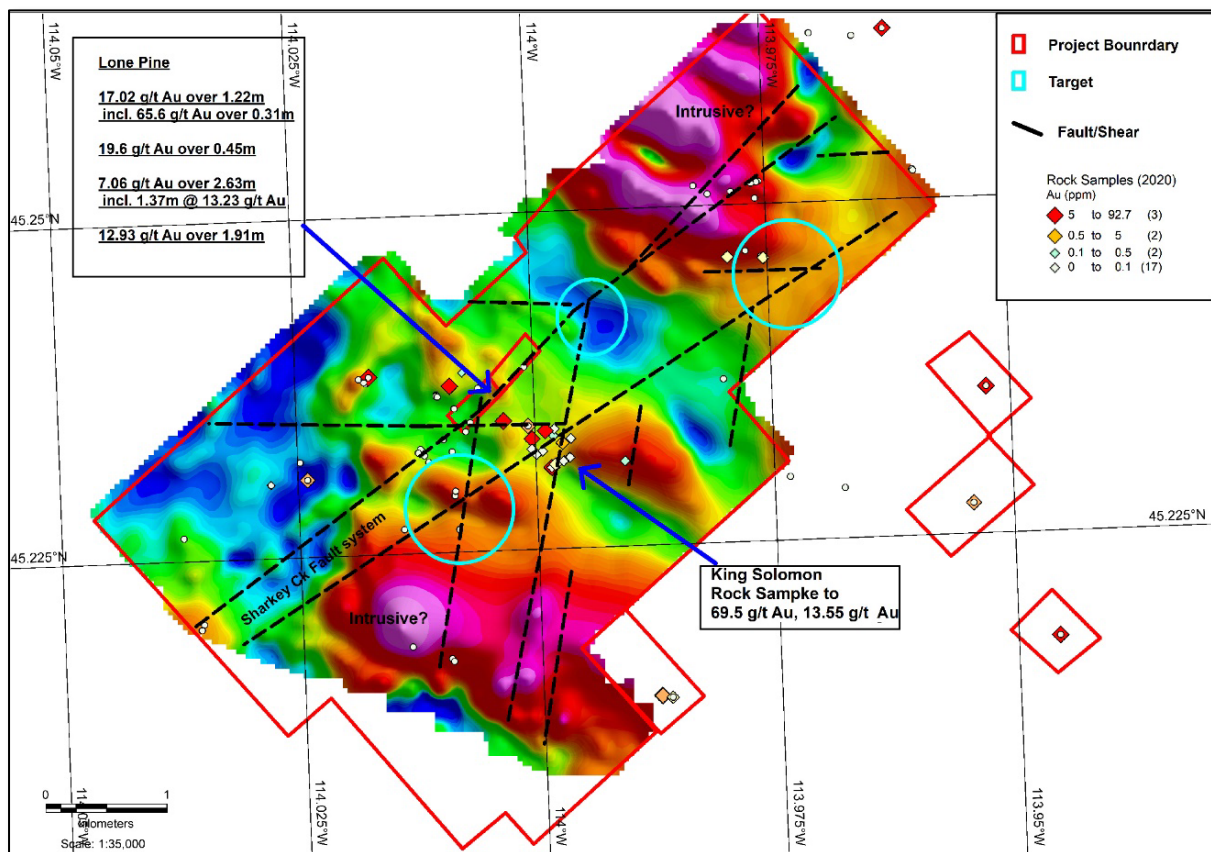 114.05°W
114.025°W
114°W
113.975°W
Lone Pine
17.02 g/t Au over 1.22m
incl. 65.6 g/t Au over 0.31m
19.6 g/t Au over 0.45m
7.06 g/t Au over 2.63m
incl. 1.37m @ 13.23 g/t Au
12.93 g/t Au over 1.91m
Project Bounrdary
Target
Fault/Shear
Rock Samples (2020)
Au (ppm)
5 to 92.7 (3)
0.5 to 5 (2)
0.1 to 0.5 (2)
0 to 0.1 (17)
Intrusive?
45.25°N
45.225°N
45.225°N
Sharkey Ck Fault system
Intrusive?
King Solomon
Rock Sampke to
69.5 g/t Au, 13.55 g/t Au
0 1
kilometers
Scale: 1:35,000
114.05°W
114.025°W
114°W
113.975°W
113.95°W